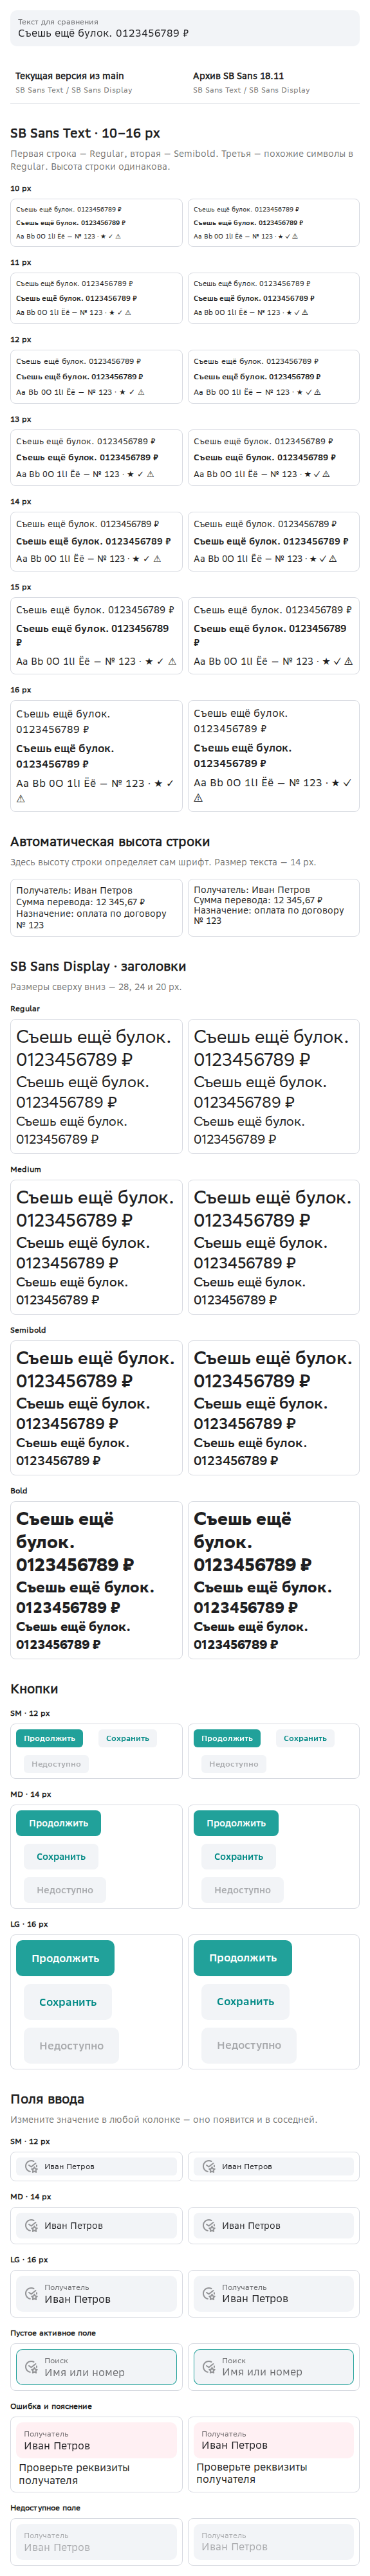 Текст для сравнения
Съешь ещё булок. 0123456789 ₽
Текущая версия из main
Архив SB Sans 18.11
SB Sans Text / SB Sans Display
SB Sans Text / SB Sans Display
SB Sans Text · 10–16 px
Первая строка — Regular, вторая — Semibold. Третья — похожие символы в
Regular. Высота строки одинакова.
10 px
Съешь ещё булок. 0123456789 ₽
Съешь ещё булок. 0123456789 ₽
Aa Bb 0O 1lI Ёё — № 123 · ★ ✓ ⚠
Съешь ещё булок. 0123456789 ₽
Съешь ещё булок. 0123456789 ₽
Aa Bb 0O 1lI Ёё — № 123 · ★ ✓ ⚠
11 px
Съешь ещё булок. 0123456789 ₽
Съешь ещё булок. 0123456789 ₽
Aa Bb 0O 1lI Ёё — № 123 · ★ ✓ ⚠
Съешь ещё булок. 0123456789 ₽
Съешь ещё булок. 0123456789 ₽
Aa Bb 0O 1lI Ёё — № 123 · ★ ✓ ⚠
12 px
Съешь ещё булок. 0123456789 ₽
Съешь ещё булок. 0123456789 ₽
Aa Bb 0O 1lI Ёё — № 123 · ★ ✓ ⚠
Съешь ещё булок. 0123456789 ₽
Съешь ещё булок. 0123456789 ₽
Aa Bb 0O 1lI Ёё — № 123 · ★ ✓ ⚠
13 px
Съешь ещё булок. 0123456789 ₽
Съешь ещё булок. 0123456789 ₽
Aa Bb 0O 1lI Ёё — № 123 · ★ ✓ ⚠
Съешь ещё булок. 0123456789 ₽
Съешь ещё булок. 0123456789 ₽
Aa Bb 0O 1lI Ёё — № 123 · ★ ✓ ⚠
14 px
Съешь ещё булок. 0123456789 ₽
Съешь ещё булок. 0123456789 ₽
Aa Bb 0O 1lI Ёё — № 123 · ★ ✓ ⚠
Съешь ещё булок. 0123456789 ₽
Съешь ещё булок. 0123456789 ₽
Aa Bb 0O 1lI Ёё — № 123 · ★ ✓ ⚠
15 px
Съешь ещё булок. 0123456789 ₽
Съешь ещё булок. 0123456789
₽
Aa Bb 0O 1lI Ёё — № 123 · ★ ✓ ⚠
Съешь ещё булок. 0123456789 ₽
Съешь ещё булок. 0123456789
₽
Aa Bb 0O 1lI Ёё — № 123 · ★ ✓ ⚠
16 px
Съешь ещё булок.
0123456789 ₽
Съешь ещё булок.
0123456789 ₽
Aa Bb 0O 1lI Ёё — № 123 · ★ ✓
⚠
Съешь ещё булок.
0123456789 ₽
Съешь ещё булок.
0123456789 ₽
Aa Bb 0O 1lI Ёё — № 123 · ★ ✓
⚠
Автоматическая высота строки
Здесь высоту строки определяет сам шрифт. Размер текста — 14 px.
Получатель: Иван Петров
Сумма перевода: 12 345,67 ₽
Назначение: оплата по договору
№ 123
Получатель: Иван Петров
Сумма перевода: 12 345,67 ₽
Назначение: оплата по договору
№ 123
SB Sans Display · заголовки
Размеры сверху вниз — 28, 24 и 20 px.
Regular
Съешь ещё булок.
0123456789 ₽
Съешь ещё булок.
0123456789 ₽
Съешь ещё булок.
0123456789 ₽
Съешь ещё булок.
0123456789 ₽
Съешь ещё булок.
0123456789 ₽
Съешь ещё булок.
0123456789 ₽
Medium
Съешь ещё булок.
0123456789 ₽
Съешь ещё булок.
0123456789 ₽
Съешь ещё булок.
0123456789 ₽
Съешь ещё булок.
0123456789 ₽
Съешь ещё булок.
0123456789 ₽
Съешь ещё булок.
0123456789 ₽
Semibold
Съешь ещё булок.
0123456789 ₽
Съешь ещё булок.
0123456789 ₽
Съешь ещё булок.
0123456789 ₽
Съешь ещё булок.
0123456789 ₽
Съешь ещё булок.
0123456789 ₽
Съешь ещё булок.
0123456789 ₽
Bold
Съешь ещё
булок.
0123456789 ₽
Съешь ещё булок.
0123456789 ₽
Съешь ещё булок.
0123456789 ₽
Съешь ещё
булок.
0123456789 ₽
Съешь ещё булок.
0123456789 ₽
Съешь ещё булок.
0123456789 ₽
Кнопки
SM · 12 px
Продолжить
Сохранить
Недоступно
Продолжить
Сохранить
Недоступно
MD · 14 px
Продолжить
Сохранить
Недоступно
Продолжить
Сохранить
Недоступно
LG · 16 px
Продолжить
Сохранить
Недоступно
Продолжить
Сохранить
Недоступно
Поля ввода
Измените значение в любой колонке — оно появится и в соседней.
SM · 12 px
Иван Петров
Иван Петров
MD · 14 px
Иван Петров
Иван Петров
LG · 16 px
Получатель
Иван Петров
Получатель
Иван Петров
Пустое активное поле
Поиск
Имя или номер
Поиск
Имя или номер
Ошибка и пояснение
Получатель
Иван Петров
Проверьте реквизиты
получателя
Получатель
Иван Петров
Проверьте реквизиты
получателя
Недоступное поле
Получатель
Иван Петров
Получатель
Иван Петров